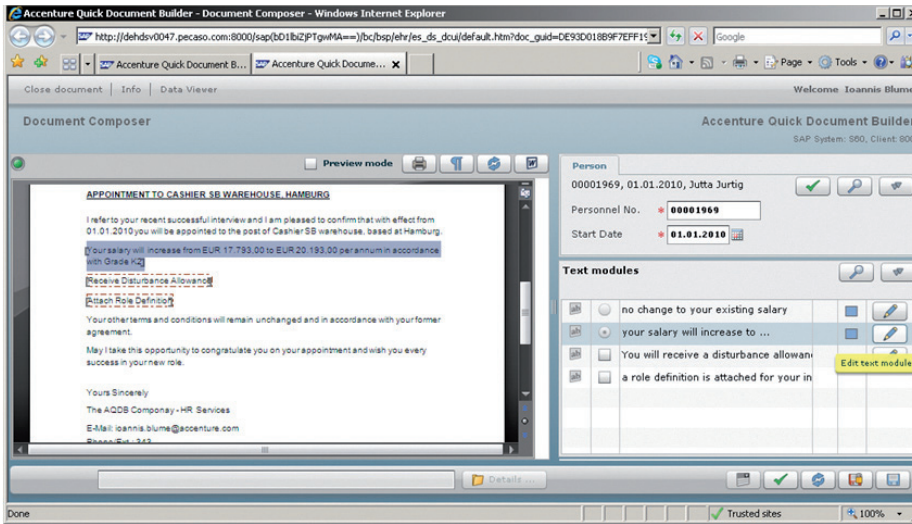 Accenture Quick Document Builder - Document Composer - Windows Internet Explorer
http://dehdsv0047.pecaso.com:8000/sap(bD1lbiZjPTgwMA==)/bc/bsp/ehr/es_ds_dcui/default.htm?doc_guid=DE93D018B9F7EFF19
Google
Accenture Quick Document B...
Accenture Quick Docume...
Page
Tools
Close document | Info | Data Viewer
Welcome Ioannis Blume
Document Composer
Accenture Quick Document Builder
SAP System: S60, Client: 800
Preview mode
APPOINTMENT TO CASHIER SB WAREHOUSE, HAMBURG
I refer to your recent successful interview and I am pleased to confirm that with effect from
01.01.2010 you will be appointed to the post of Cashier SB warehouse, based at Hamburg.
Your salary will increase from EUR 17.793,00 to EUR 20.193,00 per annum in accordance
with Grade K2
Receive Disturbance Allowance
Attach Role Definition
Your other terms and conditions will remain unchanged and in accordance with your former
agreement.
May I take this opportunity to congratulate you on your appointment and wish you every
success in your new role.
Yours Sincerely
The AQDB Componay - HR Services
E-Mail: ioannis.blume@accenture.com
Phone/Ext.: 343
Person
00001969, 01.01.2010, Jutta Jurtig
Personnel No. * 00001969
Start Date * 01.01.2010
Text modules
no change to your existing salary
your salary will increase to ...
You will receive a disturbance allowan
Edit text module
a role definition is attached for your in
Details ...
Done
Trusted sites
100%